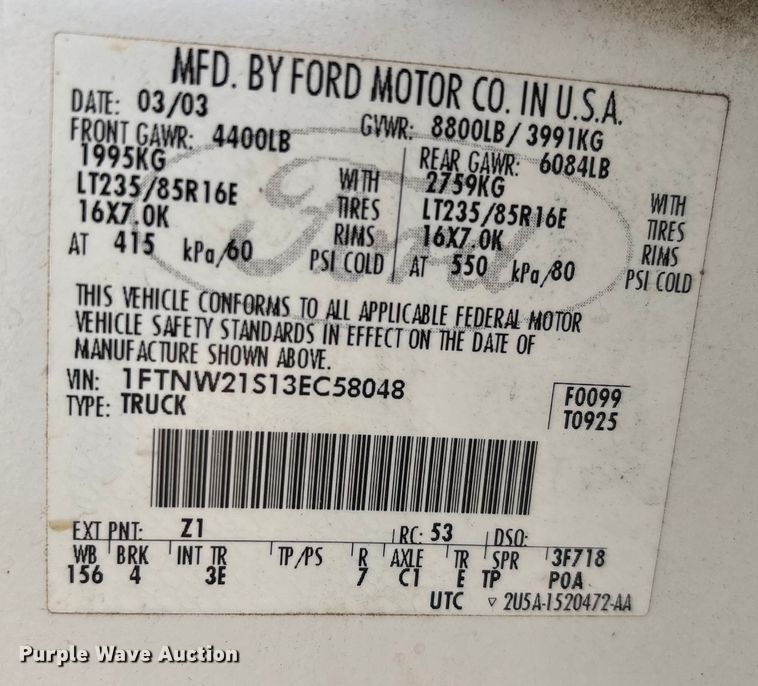 MFD. BY FORD MOTOR CO. IN U.S.A.
DATE: 03/03 GVWR: 8800LB/ 3991KG
FRONT GAWR: 4400LB REAR GAWR: 6084LB
1995KG WITH 2759KG WITH
LT235/85R16E TIRES LT235/85R16E TIRES
16X7.0K RIMS 16X7.0K RIMS
AT 415 kPa/60 PSI COLD AT 550 kPa/80 PSI COLD
Ford
THIS VEHICLE CONFORMS TO ALL APPLICABLE FEDERAL MOTOR
VEHICLE SAFETY STANDARDS IN EFFECT ON THE DATE OF
MANUFACTURE SHOWN ABOVE.
VIN: 1FTNW21S13EC58048 F0099
TYPE: TRUCK T0925
EXT PNT: Z1 RC: 53 DSO:
WB BRK INT TR TP/PS R AXLE TR SPR 3F718
156 4 3E 7 C1 E TP POA
UTC ▽ 2U5A-1520472-AA
Purple Wave Auction